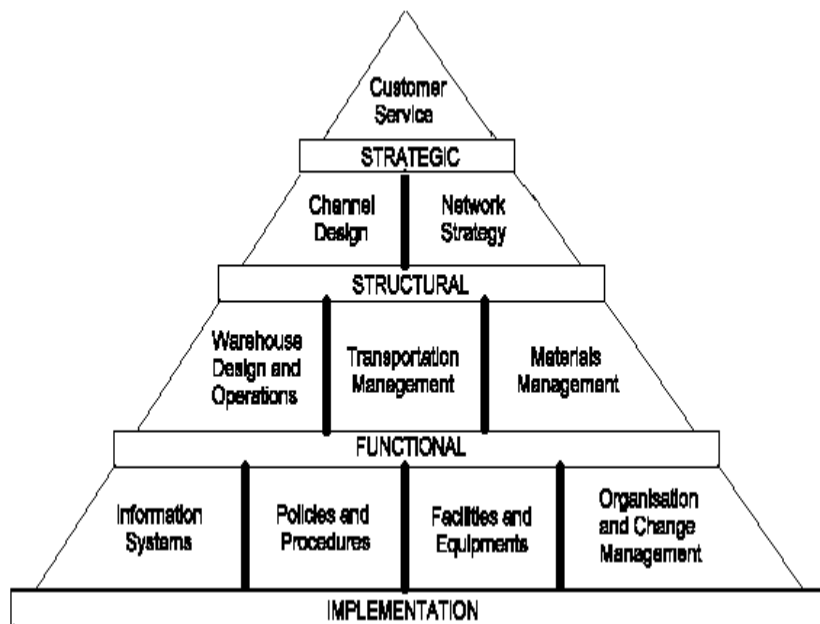 Customer
Service
STRATEGIC
Channel
Design
Network
Strategy
STRUCTURAL
Warehouse
Design and
Operations
Transportation
Management
Materials
Management
FUNCTIONAL
Information
Systems
Policies and
Procedures
Facilities and
Equipments
Organisation
and Change
Management
IMPLEMENTATION